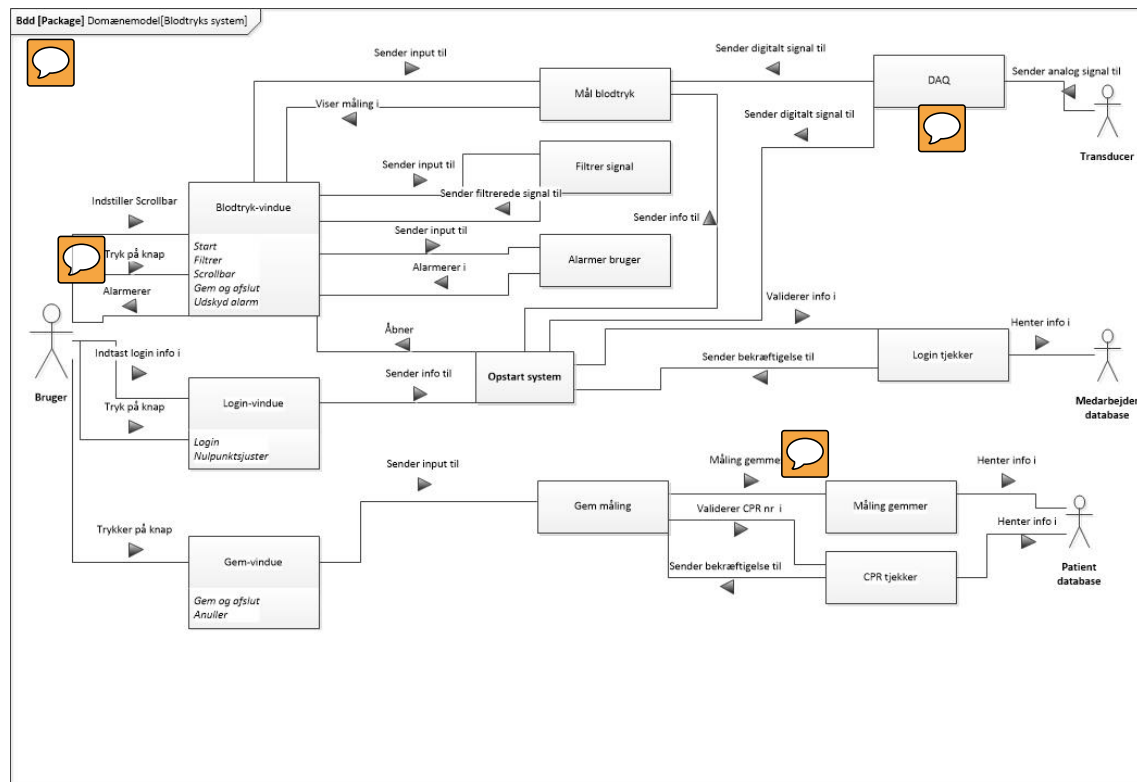 Bdd [Package] Domænemodel[Blodtryks system]
Sender input til
Sender digitalt signal til
DAQ
Sender analog signal til
Mål blodtryk
Viser måling i
Sender digitalt signal til
Transducer
Filtrer signal
Sender input til
Sender filtrerede signal til
Indstiller Scrollbar
Blodtryk-vindue
Sender info til
Sender input til
Start
Filtrer
Scrollbar
Gem og afslut
Udskyd alarm
Tryk på knap
Alarmer bruger
Alarmerer i
Alarmerer
Validerer info i
Åbner
Henter info i
Indtast login info i
Login tjekker
Sender bekræftigelse til
Opstart system
Sender info til
Bruger
Login-vindue
Medarbejder
database
Tryk på knap
Login
Nulpunktsjuster
Sender input til
Måling gemmer
Henter info i
Gem måling
Måling gemmer
Validerer CPR nr i
Henter info i
Trykker på knap
Gem-vindue
Sender bekræftigelse til
CPR tjekker
Patient
database
Gem og afslut
Anuller